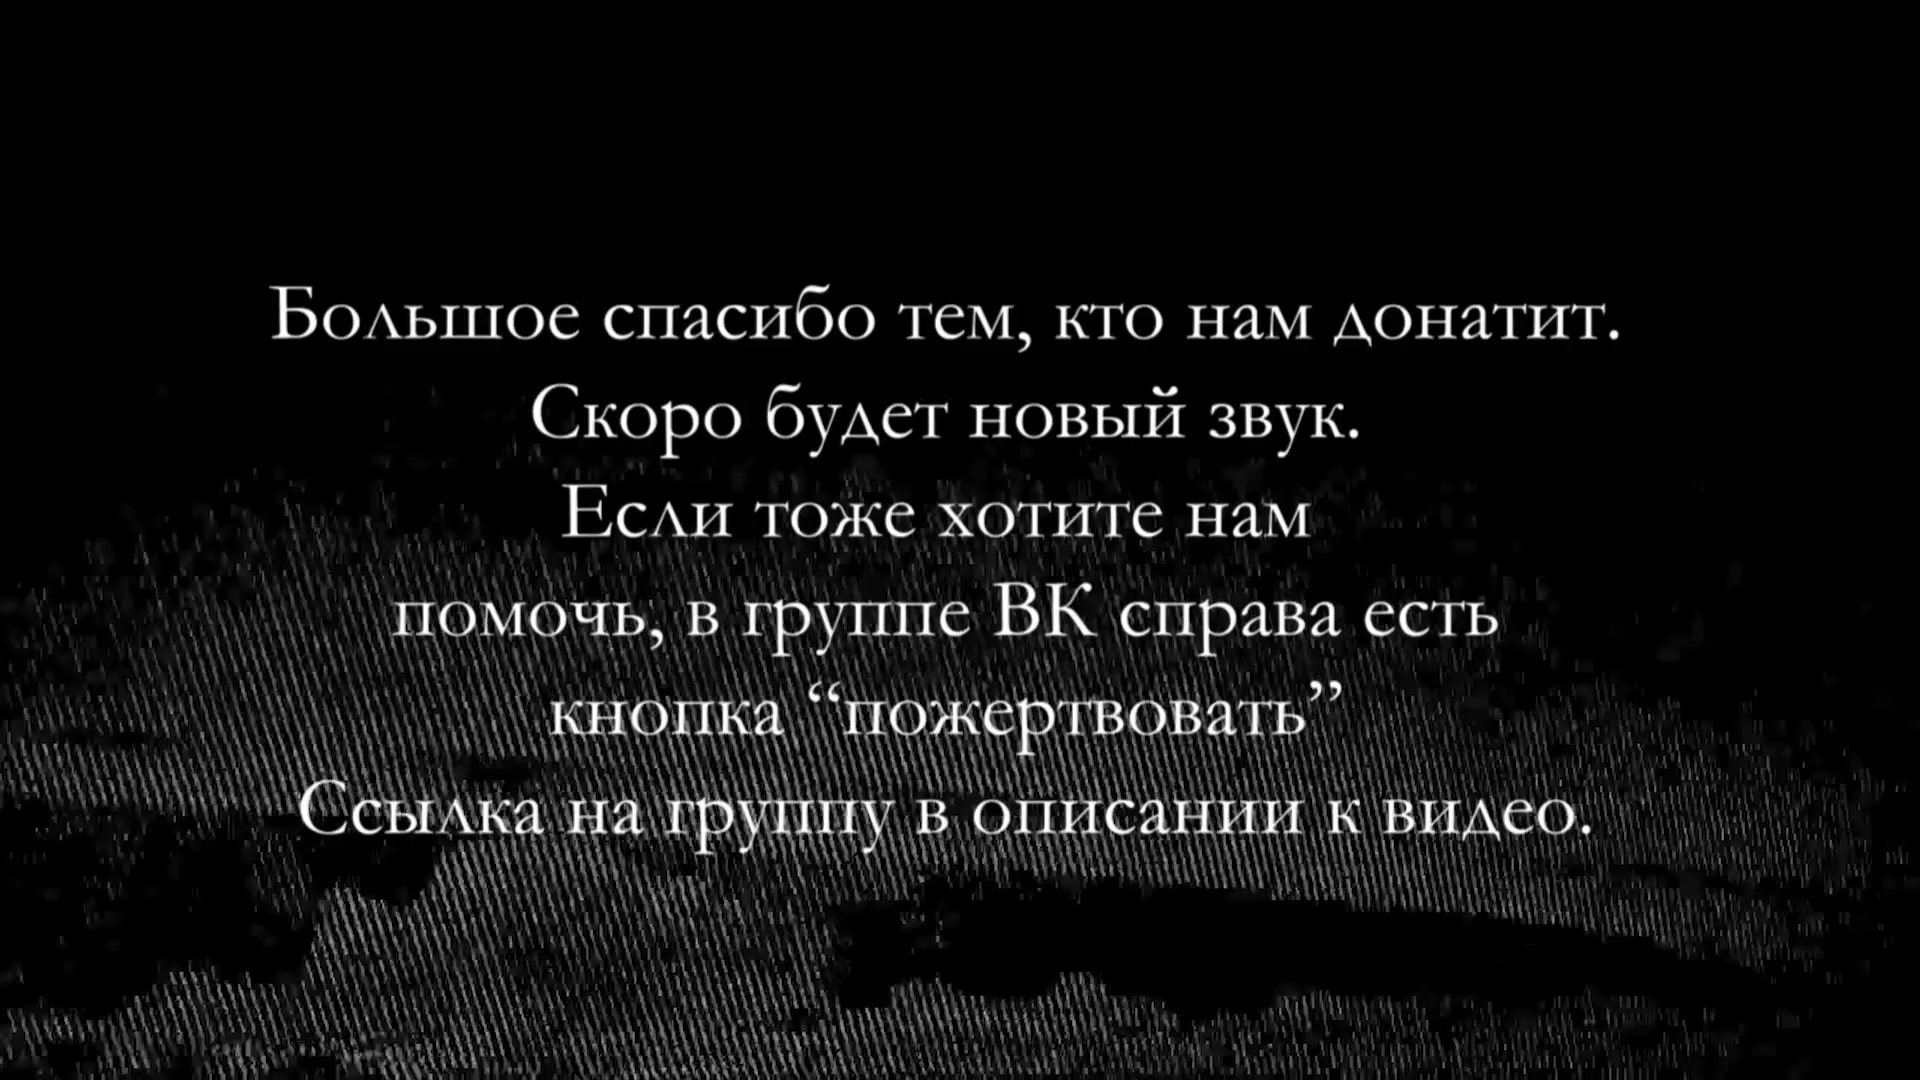 Большое спасибо тем, кто нам донатит.
Скоро будет новый звук.
Если тоже хотите нам
помочь, в группе ВК справа есть
кнопка “пожертвовать”
Ссылка на группу в описании к видео.